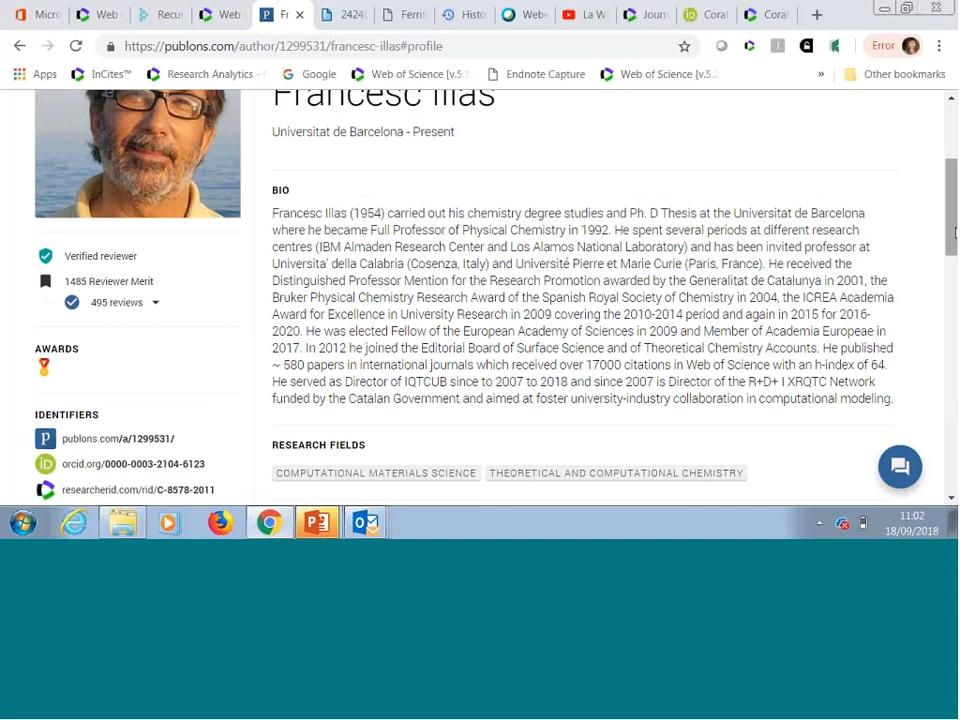 Micro
Web o
Recur
Web o
Fr
2424
Ferrit
Histo
Webe
La W
Journ
Coral
Coral
https://publons.com/author/1299531/francesc-illas#profile
Error
Apps
InCites™
Research Analytics -
Google
Web of Science [v.5.
Endnote Capture
Web of Science [v.5.
»
Other bookmarks
Francesc Illas
Universitat de Barcelona - Present
BIO
Francesc Illas (1954) carried out his chemistry degree studies and Ph. D Thesis at the Universitat de Barcelona
where he became Full Professor of Physical Chemistry in 1992. He spent several periods at different research
centres (IBM Almaden Research Center and Los Alamos National Laboratory) and has been invited professor at
Universita' della Calabria (Cosenza, Italy) and Université Pierre et Marie Curie (Paris, France). He received the
Distinguished Professor Mention for the Research Promotion awarded by the Generalitat de Catalunya in 2001, the
Bruker Physical Chemistry Research Award of the Spanish Royal Society of Chemistry in 2004, the ICREA Academia
Award for Excellence in University Research in 2009 covering the 2010-2014 period and again in 2015 for 2016-
2020. He was elected Fellow of the European Academy of Sciences in 2009 and Member of Academia Europeae in
2017. In 2012 he joined the Editorial Board of Surface Science and of Theoretical Chemistry Accounts. He published
~ 580 papers in international journals which received over 17000 citations in Web of Science with an h-index of 64.
He served as Director of IQTCUB since to 2007 to 2018 and since 2007 is Director of the R+D+ I XRQTC Network
funded by the Catalan Government and aimed at foster university-industry collaboration in computational modeling.
RESEARCH FIELDS
COMPUTATIONAL MATERIALS SCIENCE
THEORETICAL AND COMPUTATIONAL CHEMISTRY
Verified reviewer
1485 Reviewer Merit
495 reviews
AWARDS
IDENTIFIERS
publons.com/a/1299531/
orcid.org/0000-0003-2104-6123
researcherid.com/rid/C-8578-2011
11:02
18/09/2018